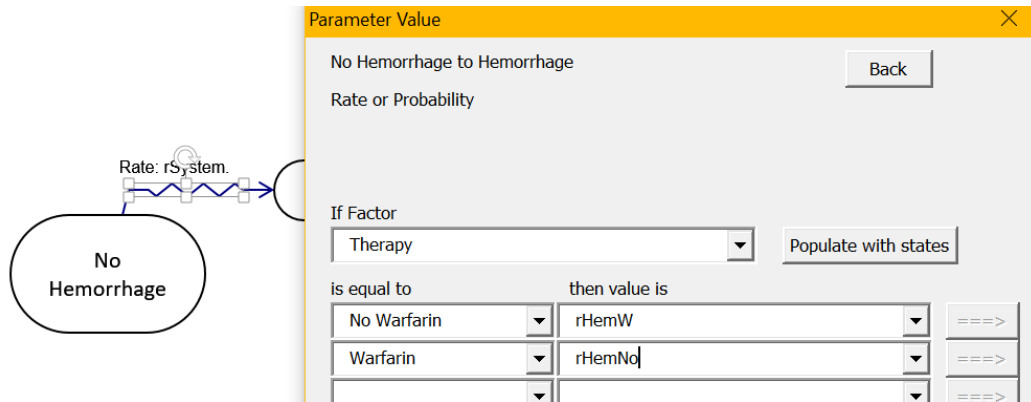 Parameter Value
No Hemorrhage to Hemorrhage
Back
Rate or Probability
Rate: rSystem.
If Factor
Therapy
Populate with states
No
Hemorrhage
is equal to then value is
No Warfarin rHemW ===>
Warfarin rHemNo ===>
===>